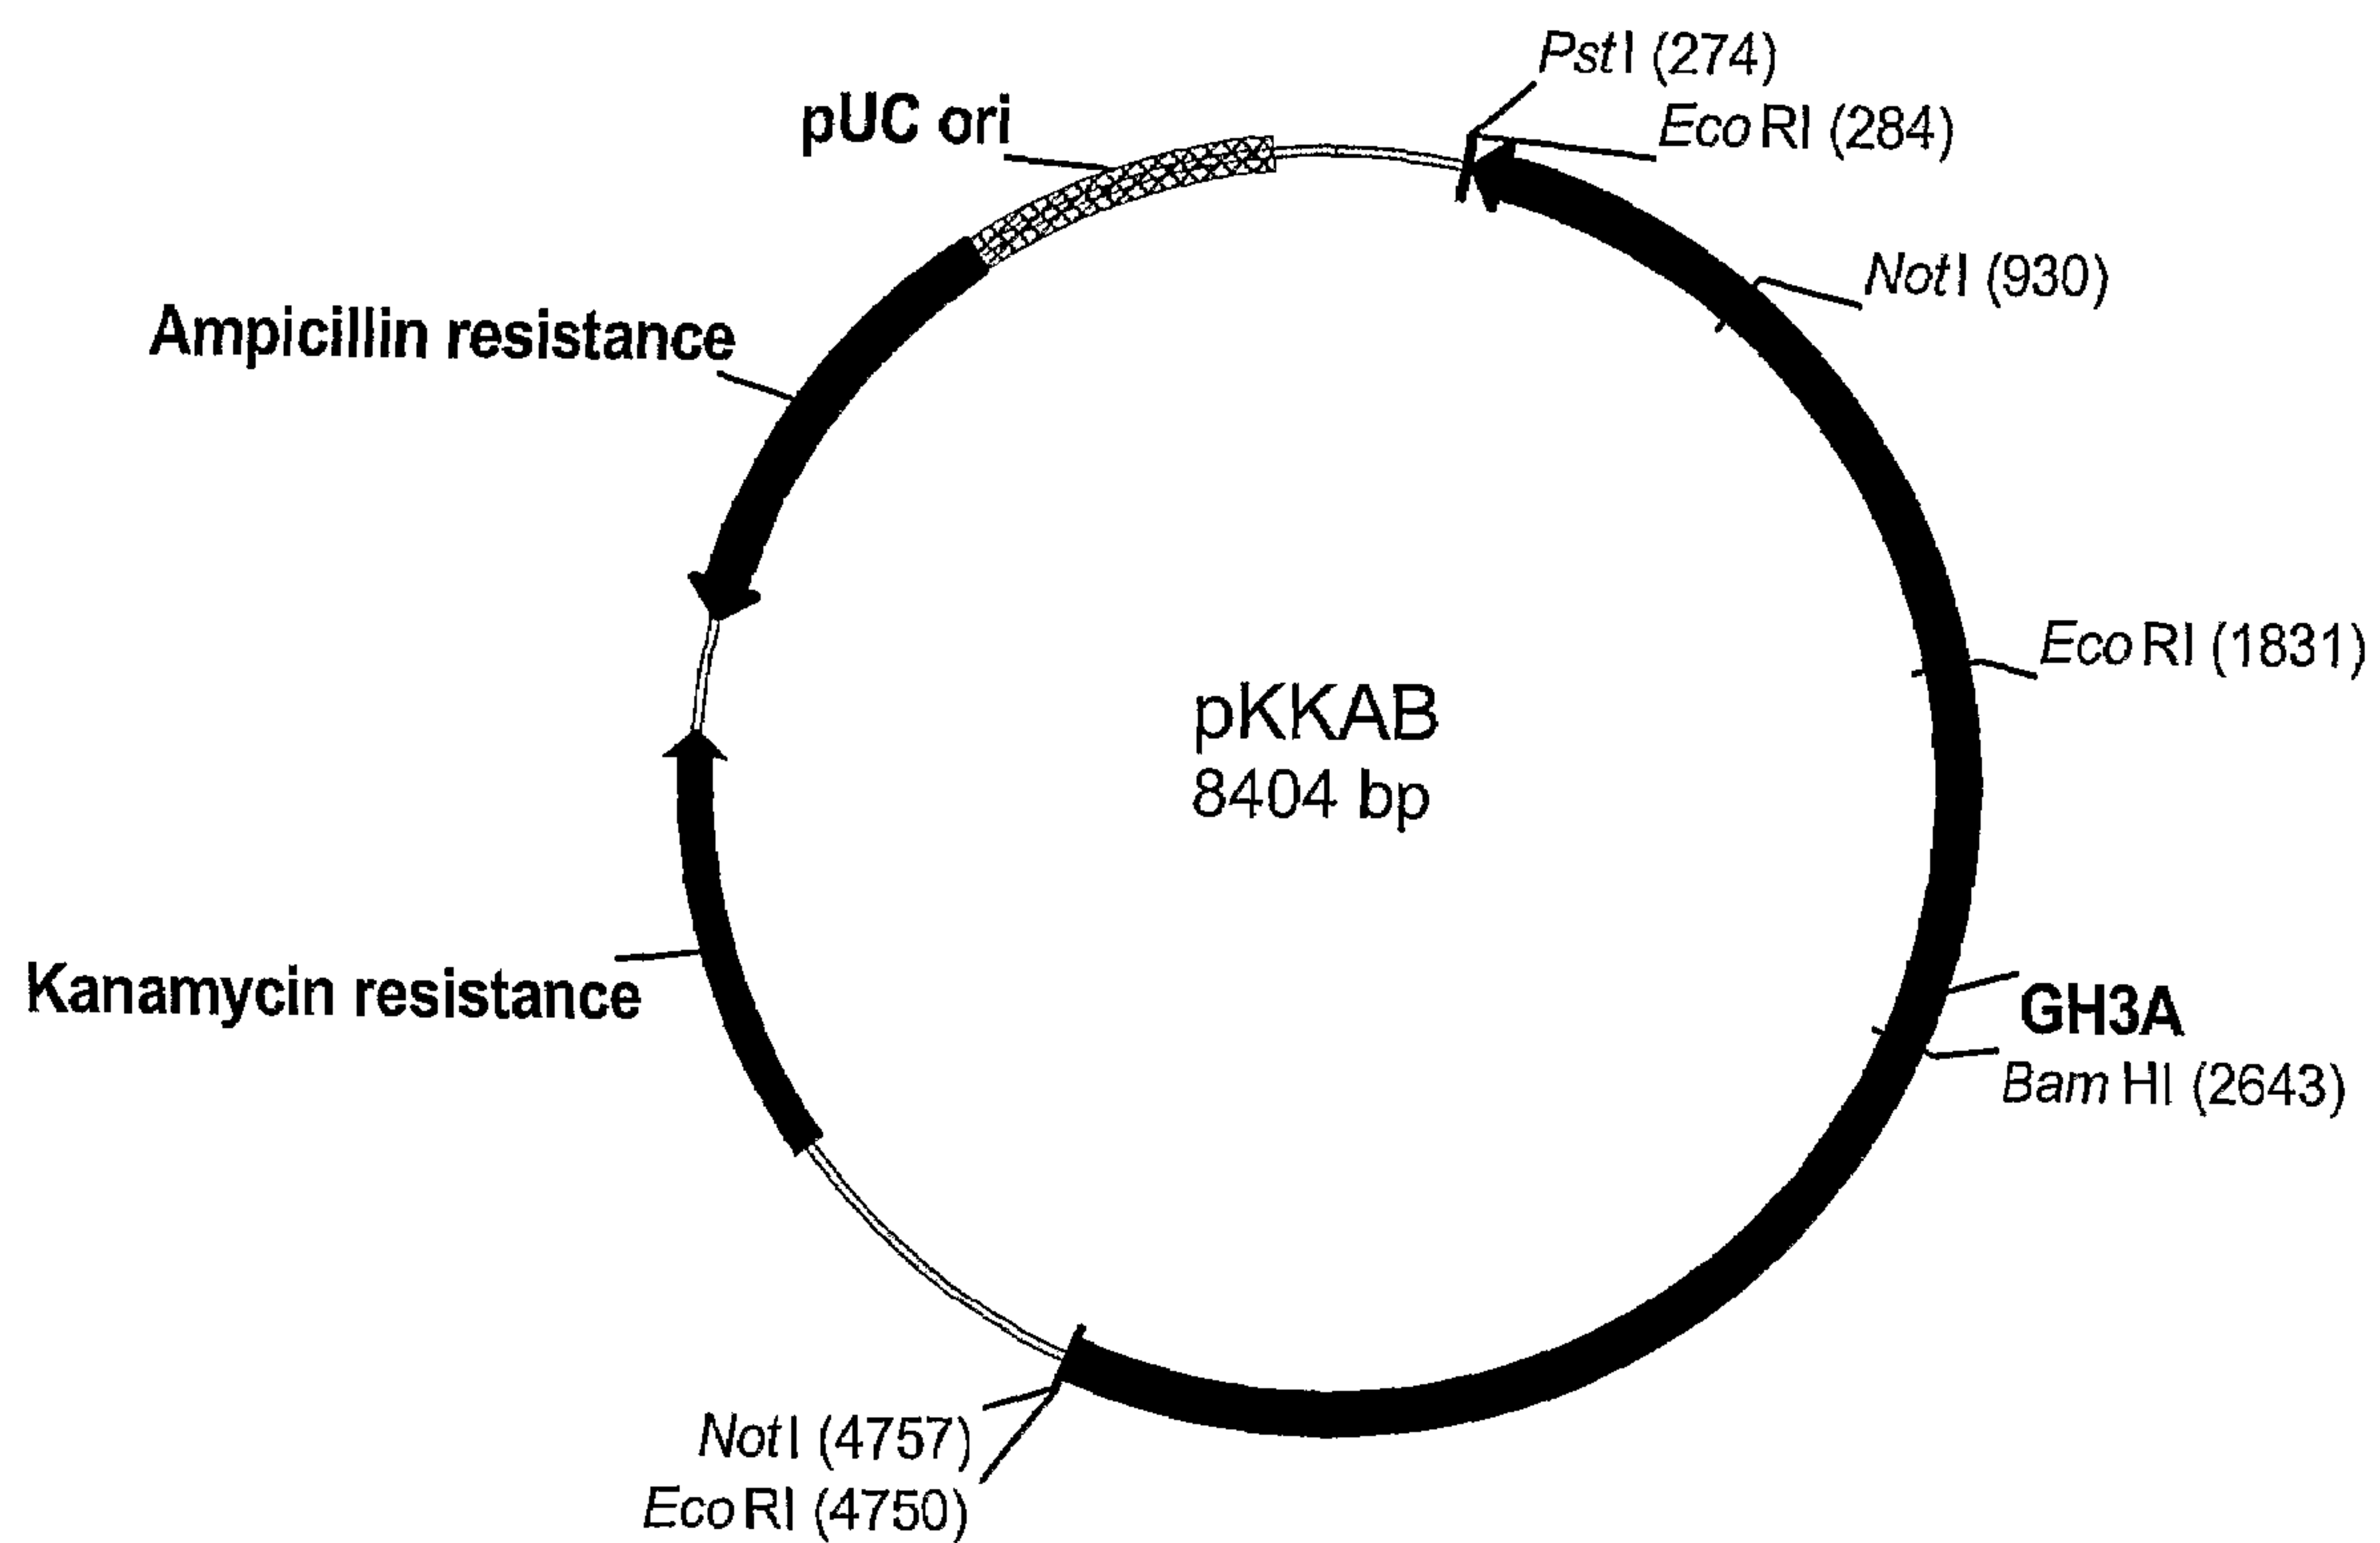 PstI (274)
pUC ori
EcoRI (284)
NotI (930)
Ampicillin resistance
EcoRI (1831)
pKKAB
8404 bp
Kanamycin resistance
GH3A
BamHI (2643)
NotI (4757)
EcoRI (4750)